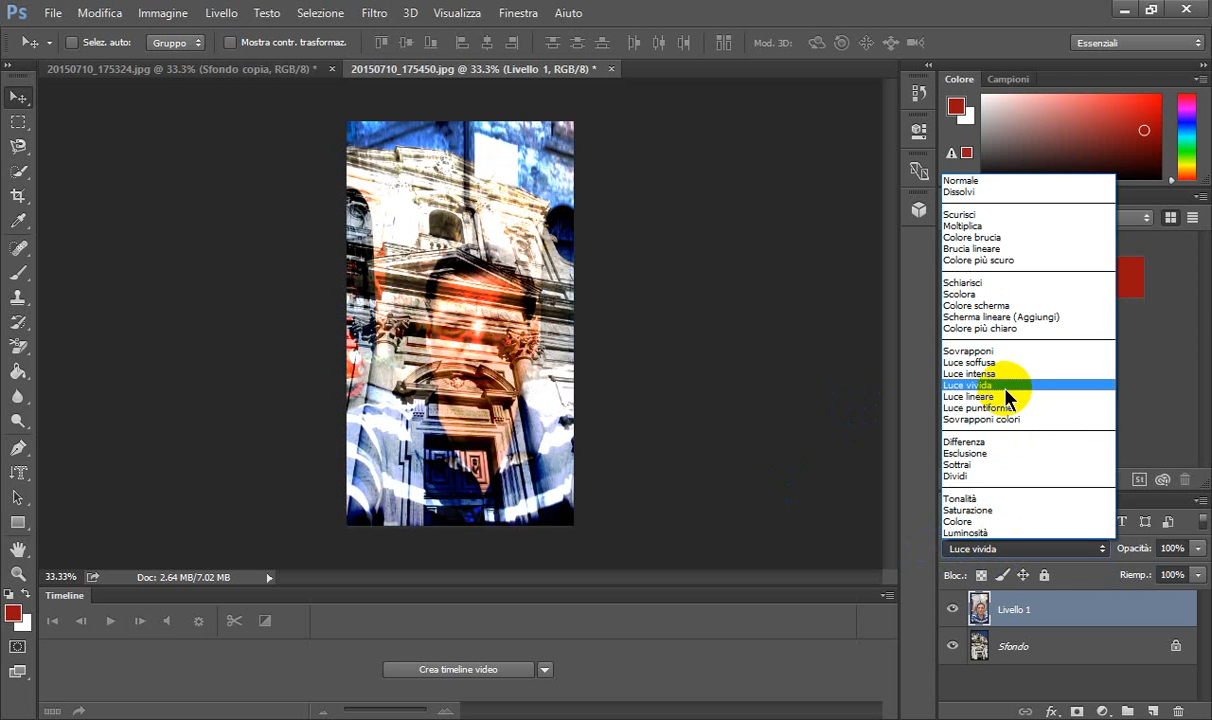 Ps File Modifica Immagine Livello Testo Selezione Filtro 3D Visualizza Finestra Aiuto
Selez. auto: Gruppo Mostra contr. trasformaz. Mod. 3D: Essenziali
20150710_175324.jpg @ 33.3% (Sfondo copia, RGB/8) * × 20150710_175450.jpg @ 33.3% (Livello 1, RGB/8) * ×
Colore Campioni
Normale
Dissolvi
Scurisci
Moltiplica
Colore brucia
Brucia lineare
Colore più scuro
Schiarisci
Scolora
Colore scherma
Scherma lineare (Aggiungi)
Colore più chiaro
Sovrapponi
Luce soffusa
Luce intensa
Luce vivida
Luce lineare
Luce puntiforme
Sovrapponi colori
Differenza
Esclusione
Sottrai
Dividi
Tonalità
Saturazione
Colore
Luminosità
Luce vivida Opacità: 100%
Bloc.: Riemp.: 100%
Livello 1
Sfondo
33.33% Doc: 2.64 MB/7.02 MB
Timeline
Crea timeline video